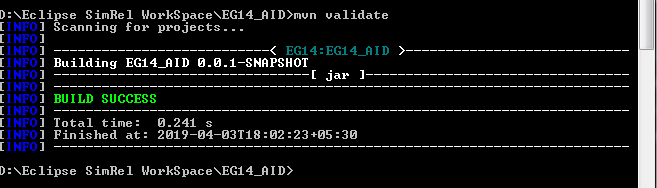 D:\Eclipse SimRel WorkSpace\EG14_AID>mvn validate
[INFO] Scanning for projects...
[INFO]
[INFO] ---------------------------< EG14:EG14_AID >----------------------------
[INFO] Building EG14_AID 0.0.1-SNAPSHOT
[INFO] --------------------------------[ jar ]---------------------------------
[INFO] ------------------------------------------------------------------------
[INFO] BUILD SUCCESS
[INFO] ------------------------------------------------------------------------
[INFO] Total time:  0.241 s
[INFO] Finished at: 2019-04-03T18:02:23+05:30
[INFO] ------------------------------------------------------------------------
D:\Eclipse SimRel WorkSpace\EG14_AID>